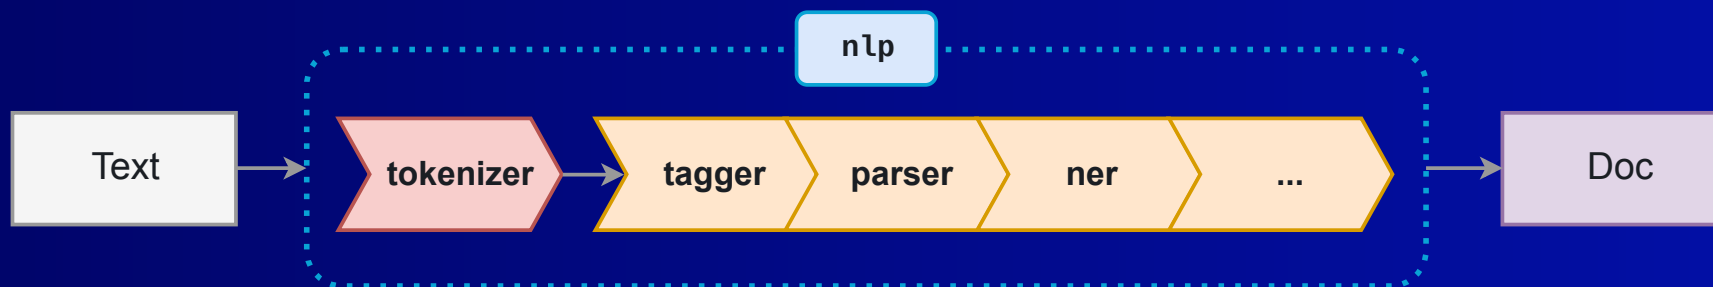 nlp
Text
tokenizer
tagger
parser
ner
...
Doc